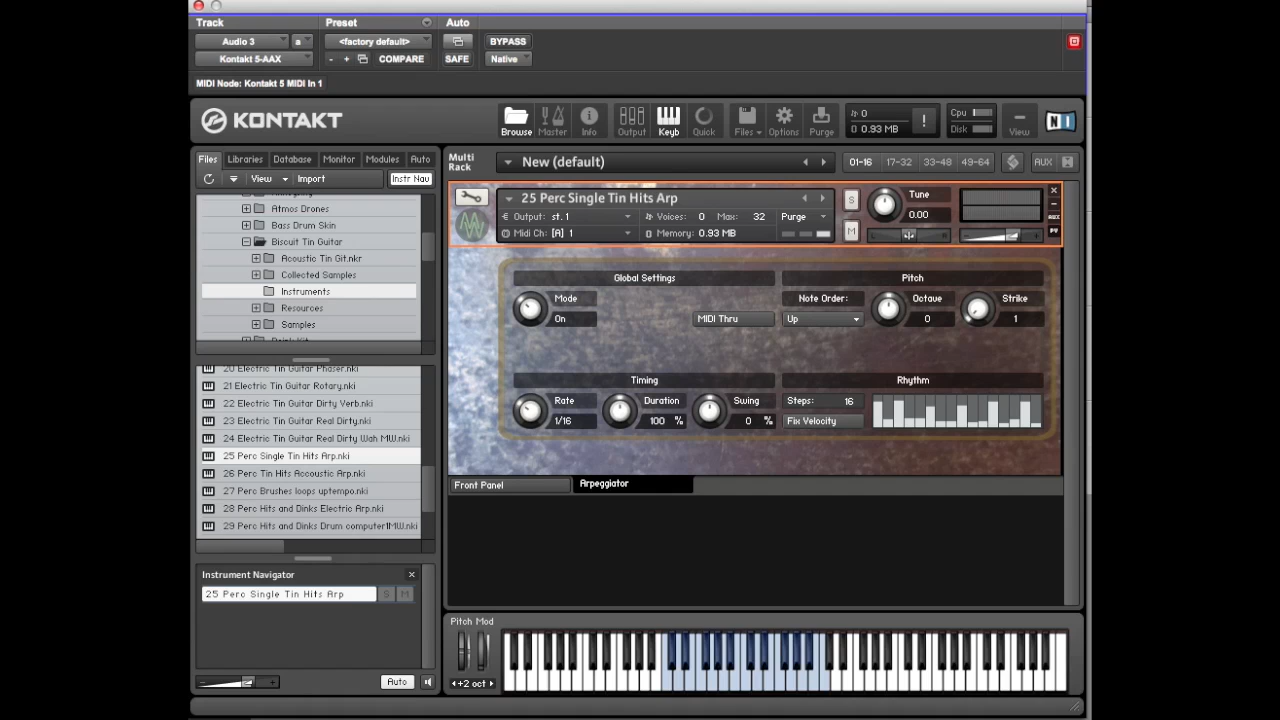 Track Preset Auto
Audio 3 a <factory default> BYPASS
Kontakt 5-AAX - + COMPARE SAFE Native
MIDI Node: Kontakt 5 MIDI In 1
KONTAKT Browse Master Info Output Keyb Quick Files Options Purge 0 0.93 MB ! Cpu Disk View NI
Files Libraries Database Monitor Modules Auto
View Import Instr Nav
Atmos Drones
Bass Drum Skin
Biscuit Tin Guitar
Acoustic Tin Git.nkr
Collected Samples
Instruments
Resources
Samples
20 Electric Tin Guitar Phaser.nki
21 Electric Tin Guitar Rotary.nki
22 Electric Tin Guitar Dirty Verb.nki
23 Electric Tin Guitar Real Dirty.nki
24 Electric Tin Guitar Real Dirty Wah MW.nki
25 Perc Single Tin Hits Arp.nki
26 Perc Tin Hits Accoustic Arp.nki
27 Perc Brushes loops uptempo.nki
28 Perc Hits and Dinks Electric Arp.nki
29 Perc Hits and Dinks Drum computer1MW.nki
Instrument Navigator
25 Perc Single Tin Hits Arp S M
Auto
Multi Rack New (default) 01-16 17-32 33-48 49-64 AUX
25 Perc Single Tin Hits Arp S Tune
Output: st.1 Voices: 0 Max: 32 Purge 0.00
Midi Ch: [A] 1 Memory: 0.93 MB M
AUX
PV
Global Settings Pitch
Mode Note Order: Octave Strike
On MIDI Thru Up 0 1
Timing Rhythm
Rate Duration Swing Steps: 16
1/16 100 % 0 % Fix Velocity
Front Panel Arpeggiator
Pitch Mod
+2 oct